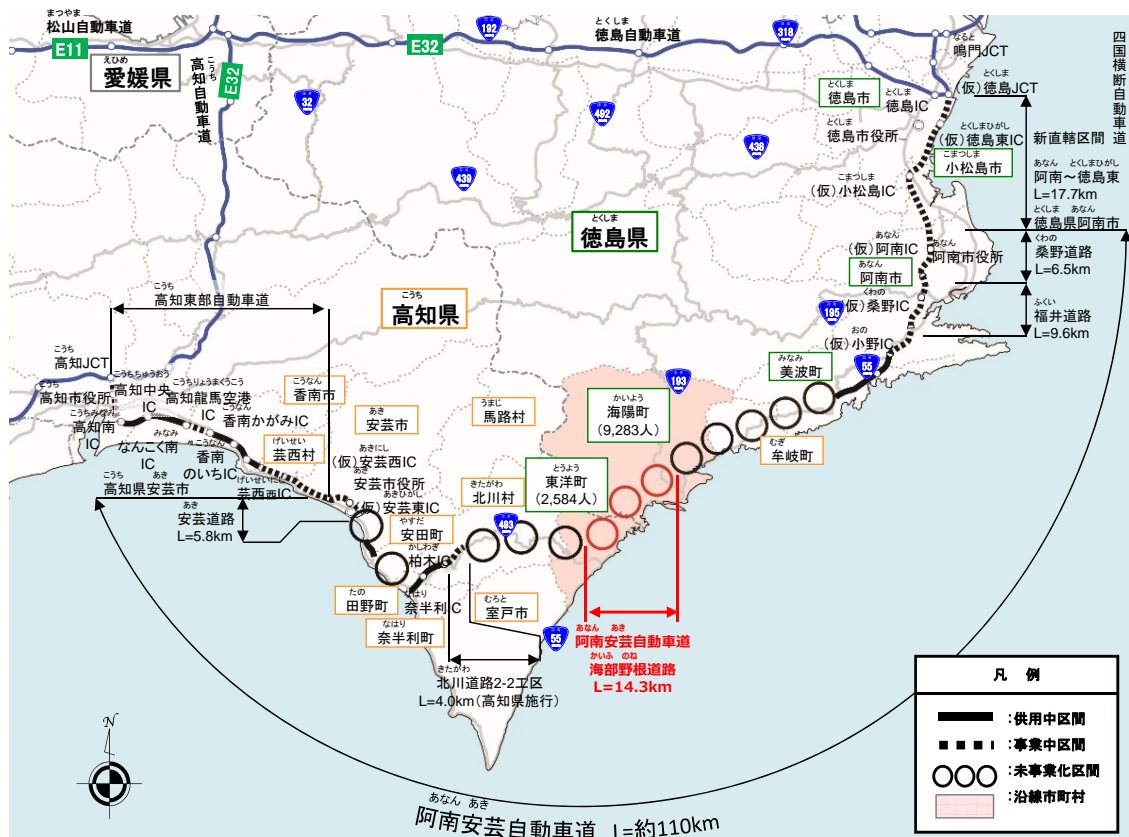 まつやま
松山自動車道
E11
えひめ
愛媛県
こうち
高知自動車道
E32
32
192
E32
とくしま
徳島自動車道
318
492
438
439
なると
鳴門JCT
とくしま
(仮)徳島JCT
とくしま
徳島市
とくしま
徳島IC
とくしま
徳島市役所
とくしまひがし
(仮)徳島東IC
こまつしま
小松島市
こまつしま
(仮)小松島IC
四国横断自動車道
新直轄区間
あなん とくしまひがし
阿南～徳島東
L=17.7km
とくしま あなん
徳島県阿南市
くわの
桑野道路
L=6.5km
ふくい
福井道路
L=9.6km
とくしま
徳島県
あなん
(仮)阿南IC
あなん
阿南市役所
あなん
阿南市
くわの
(仮)桑野IC
195
おの
(仮)小野IC
55
みなみ
美波町
193
むぎ
牟岐町
かいよう
海陽町
(9,283人)
とうよう
東洋町
(2,584人)
こうち
高知県
こうち
高知東部自動車道
こうち
高知JCT
こうち
高知市役所
こうちみなみ
高知南
IC
こうちちゅうおう
高知中央
IC
こうちりょうまくうこう
高知龍馬空港
IC
こうなん
香南市
こうなん
香南かがみIC
みなみ
なんこく南
IC
こうなん
香南
のいちIC
げいせい
芸西村
げいせいにし
芸西西IC
あき
安芸市
うまじ
馬路村
あきにし
(仮)安芸西IC
あき
安芸市役所
あきひがし
(仮)安芸東IC
こうち あき
高知県安芸市
あき
安芸道路
L=5.8km
やすだ
安田町
かしわぎ
柏木IC
きたがわ
北川村
493
たの
田野町
なはり
奈半利IC
なはり
奈半利町
むろと
室戸市
55
きたがわ
北川道路2-2工区
L=4.0km(高知県施行)
あなん あき
阿南安芸自動車道
かいふ のね
海部野根道路
L=14.3km
凡 例
:供用中区間
:事業中区間
:未事業化区間
:沿線市町村
N
あなん あき
阿南安芸自動車道 L=約110km